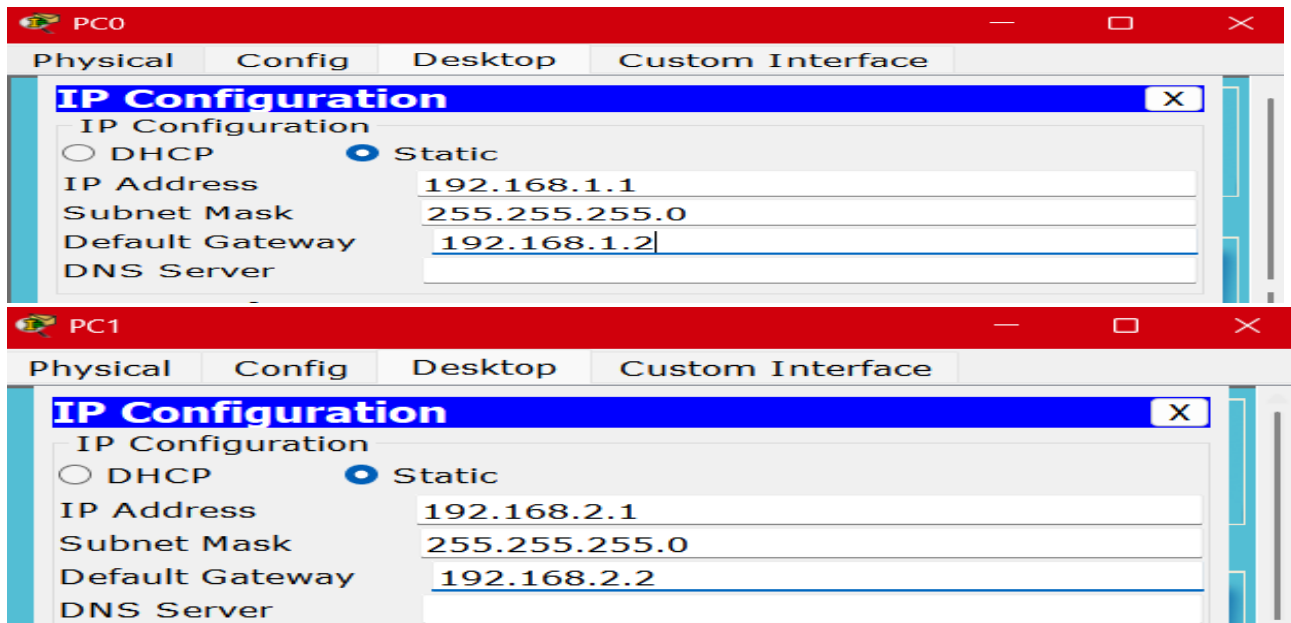 PC0
Physical Config Desktop Custom Interface
IP Configuration X
IP Configuration
DHCP Static
IP Address 192.168.1.1
Subnet Mask 255.255.255.0
Default Gateway 192.168.1.2
DNS Server
PC1
Physical Config Desktop Custom Interface
IP Configuration X
IP Configuration
DHCP Static
IP Address 192.168.2.1
Subnet Mask 255.255.255.0
Default Gateway 192.168.2.2
DNS Server